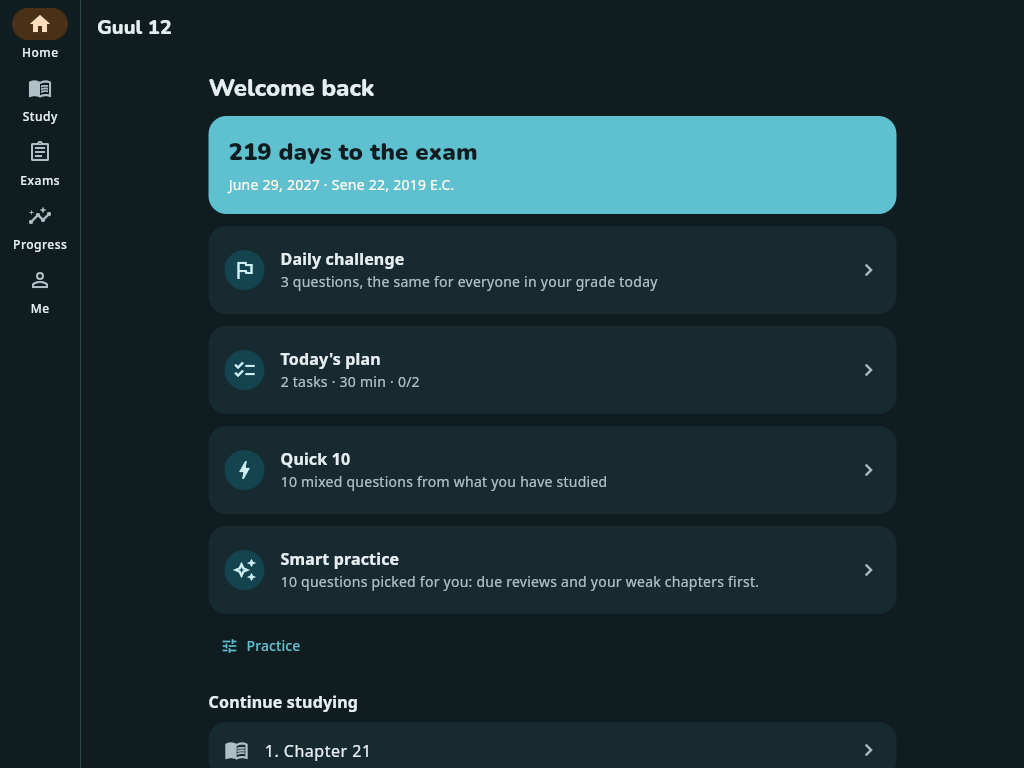 Guul 12
Home
Study
Exams
Progress
Me
Welcome back
219 days to the exam
June 29, 2027 · Sene 22, 2019 E.C.
Daily challenge
3 questions, the same for everyone in your grade today
Today's plan
2 tasks · 30 min · 0/2
Quick 10
10 mixed questions from what you have studied
Smart practice
10 questions picked for you: due reviews and your weak chapters first.
Practice
Continue studying
1. Chapter 21